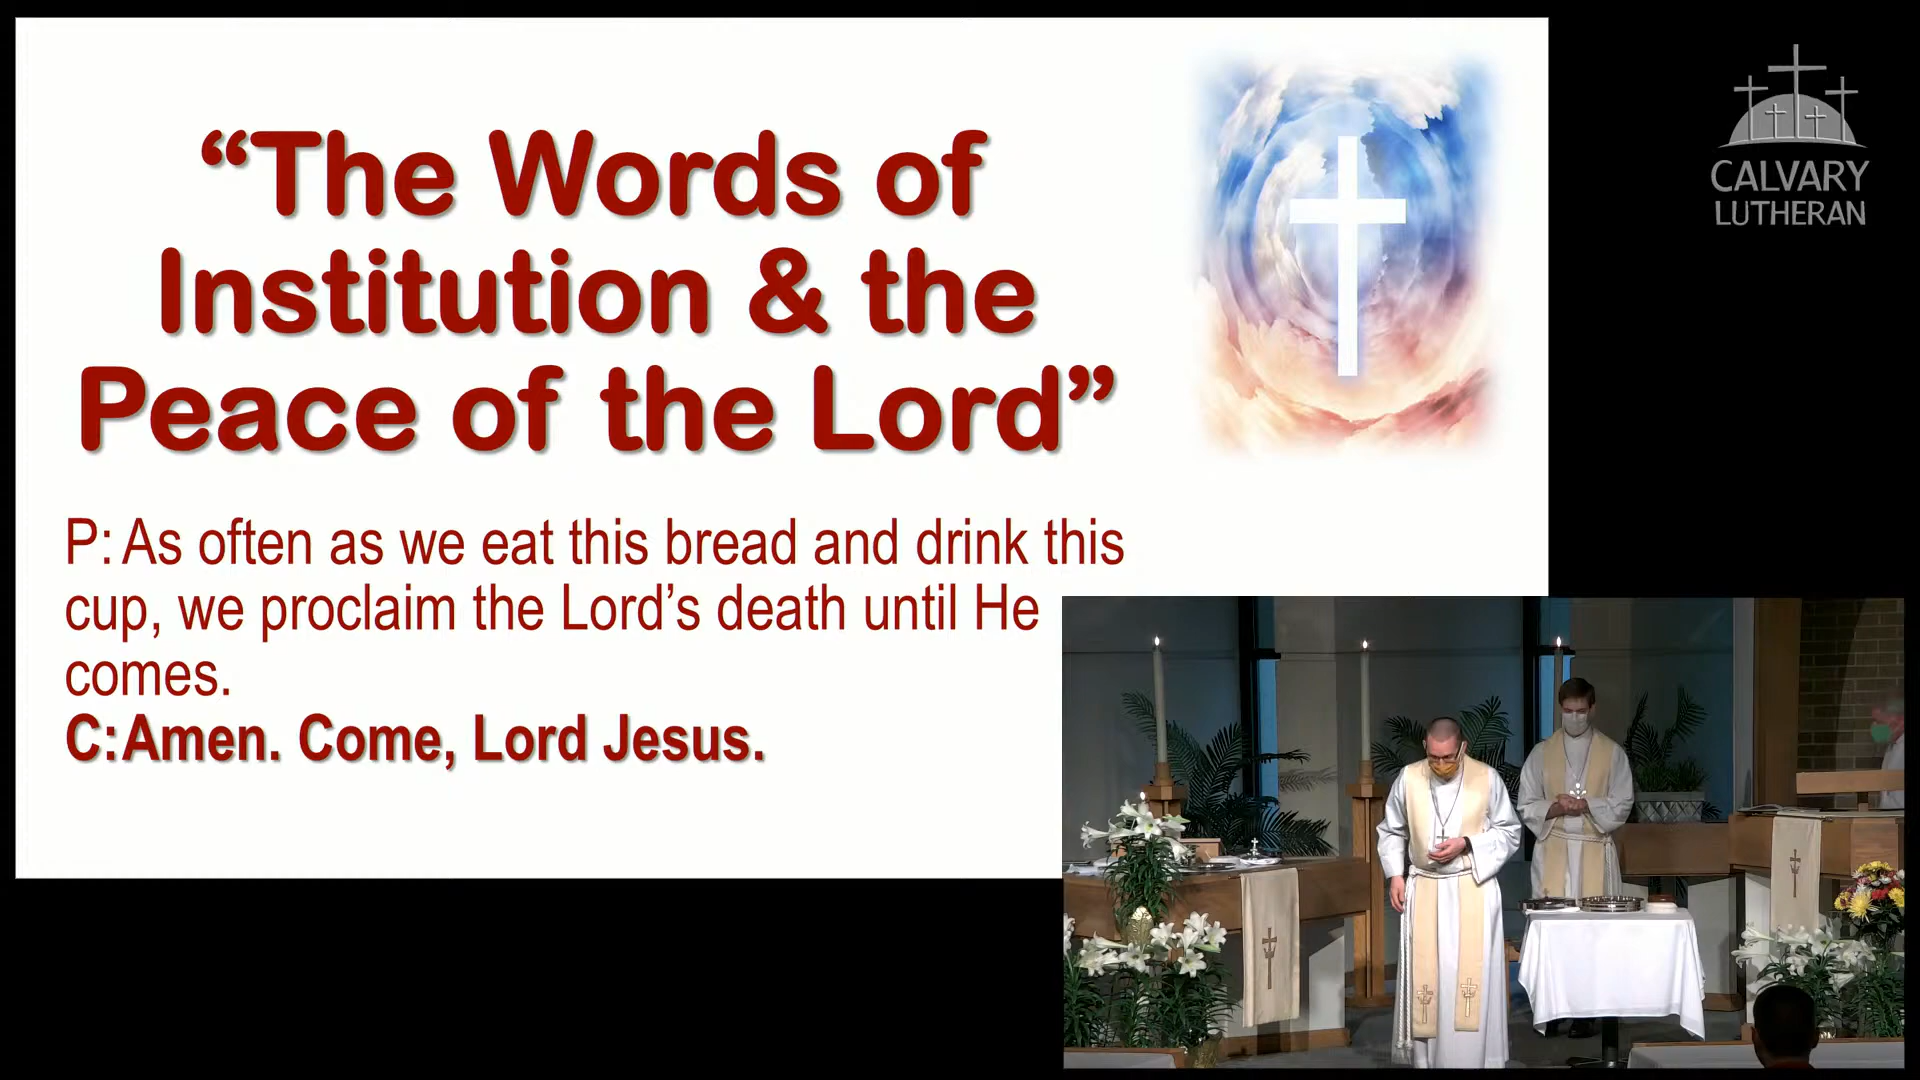 “The Words of
Institution & the
Peace of the Lord”
P: As often as we eat this bread and drink this
cup, we proclaim the Lord’s death until He
comes.
C:Amen. Come, Lord Jesus.
CALVARY
LUTHERAN